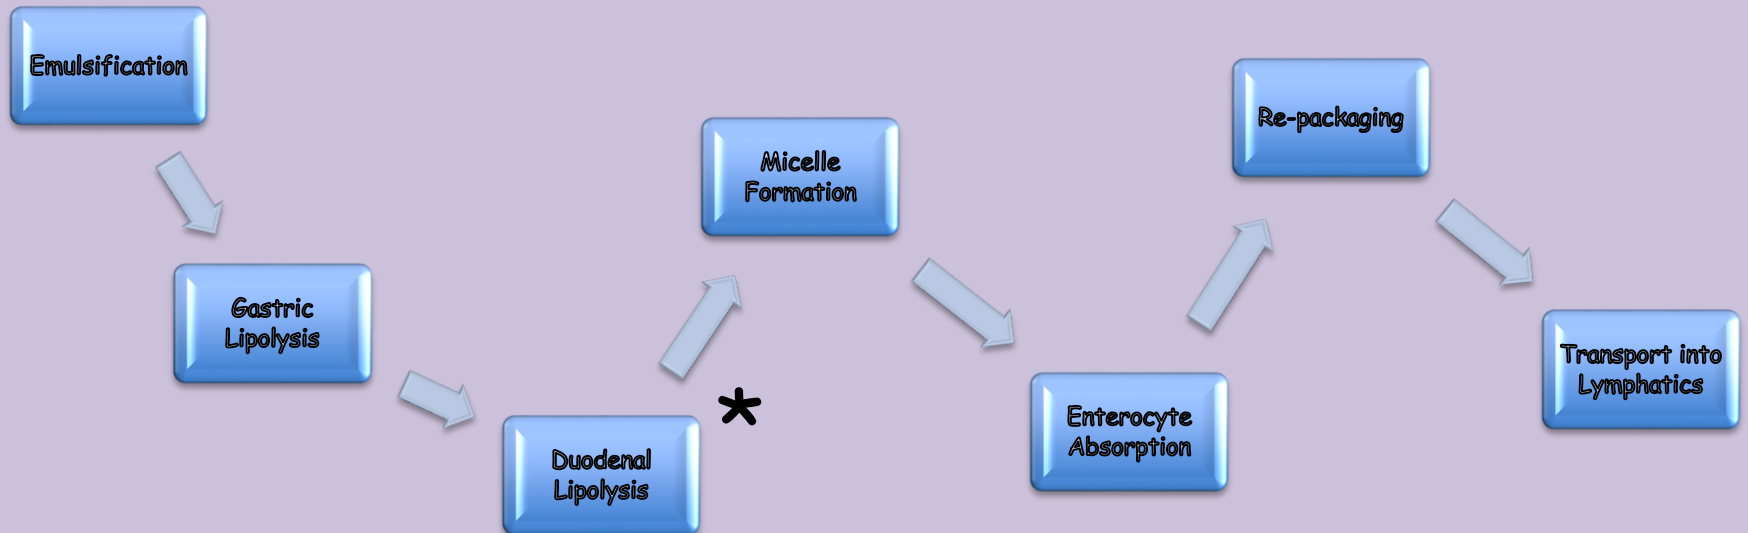 Emulsification
Gastric
Lipolysis
Duodenal
Lipolysis
*
Micelle
Formation
Enterocyte
Absorption
Re-packaging
Transport into
Lymphatics